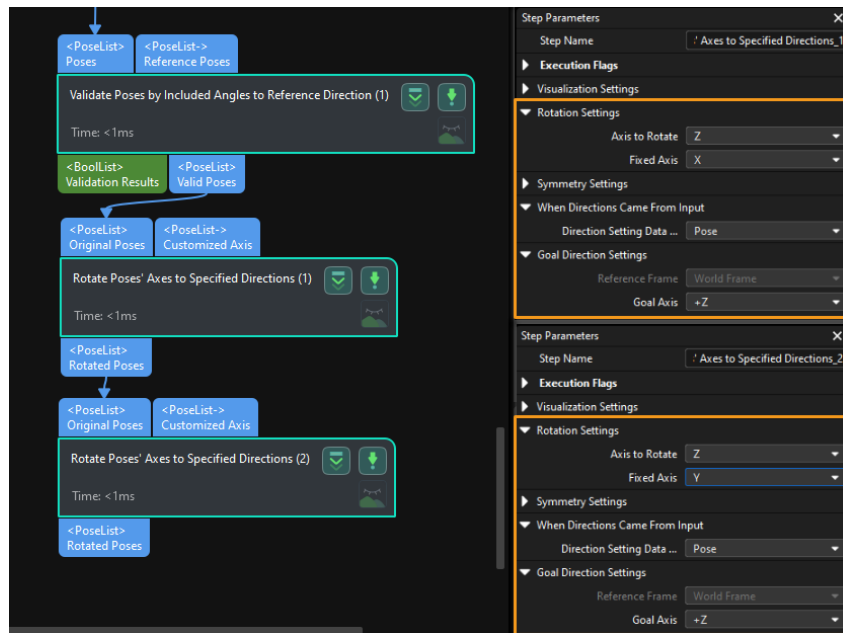 <PoseList>
Poses
<PoseList->
Reference Poses
Validate Poses by Included Angles to Reference Direction (1)
Time: <1ms
<BoolList>
Validation Results
<PoseList>
Valid Poses
<PoseList>
Original Poses
<PoseList->
Customized Axis
Rotate Poses' Axes to Specified Directions (1)
Time: <1ms
<PoseList>
Rotated Poses
<PoseList>
Original Poses
<PoseList->
Customized Axis
Rotate Poses' Axes to Specified Directions (2)
Time: <1ms
<PoseList>
Rotated Poses
Step Parameters
Step Name ' Axes to Specified Directions_1
Execution Flags
Visualization Settings
Rotation Settings
Axis to Rotate Z
Fixed Axis X
Symmetry Settings
When Directions Came From Input
Direction Setting Data ... Pose
Goal Direction Settings
Reference Frame World Frame
Goal Axis +Z
Step Parameters
Step Name ' Axes to Specified Directions_2
Execution Flags
Visualization Settings
Rotation Settings
Axis to Rotate Z
Fixed Axis Y
Symmetry Settings
When Directions Came From Input
Direction Setting Data ... Pose
Goal Direction Settings
Reference Frame World Frame
Goal Axis +Z